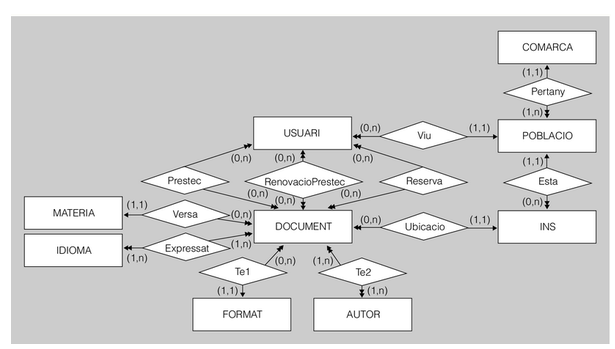 COMARCA
(1,1)
Pertany
(1,n)
USUARI
(0,n)
Viu
(1,1)
POBLACIO
(0,n)
(0,n)
(0,n)
(1,1)
Prestec
RenovacioPrestec
Reserva
Esta
(0,n)
(0,n)
(0,n)
(0,n)
MATERIA
(1,1)
Versa
(0,n)
DOCUMENT
(0,n)
Ubicacio
(1,1)
INS
IDIOMA
(1,n)
Expressat
(1,n)
(0,n)
(1,n)
Te1
Te2
(1,1)
(1,n)
FORMAT
AUTOR